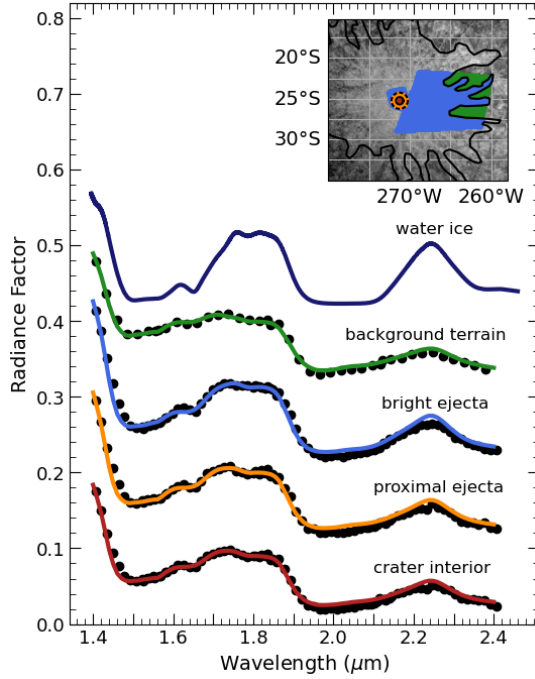 0.8
0.7
0.6
0.5
0.4
0.3
0.2
0.1
0.0
Radiance Factor
20°S
25°S
30°S
270°W 260°W
water ice
background terrain
bright ejecta
proximal ejecta
crater interior
1.4 1.6 1.8 2.0 2.2 2.4
Wavelength (μm)